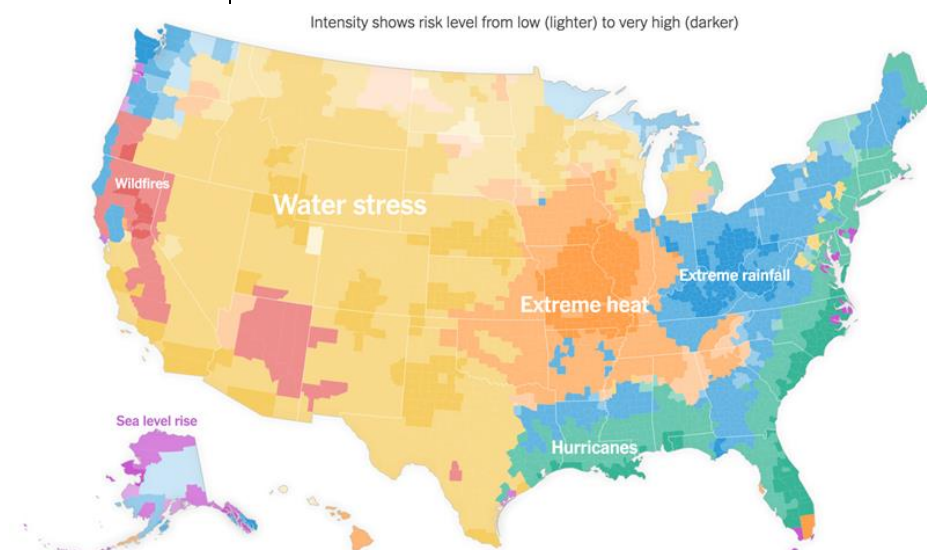 Intensity shows risk level from low (lighter) to very high (darker)
Wildfires
Water stress
Extreme rainfall
Extreme heat
Sea level rise
Hurricanes